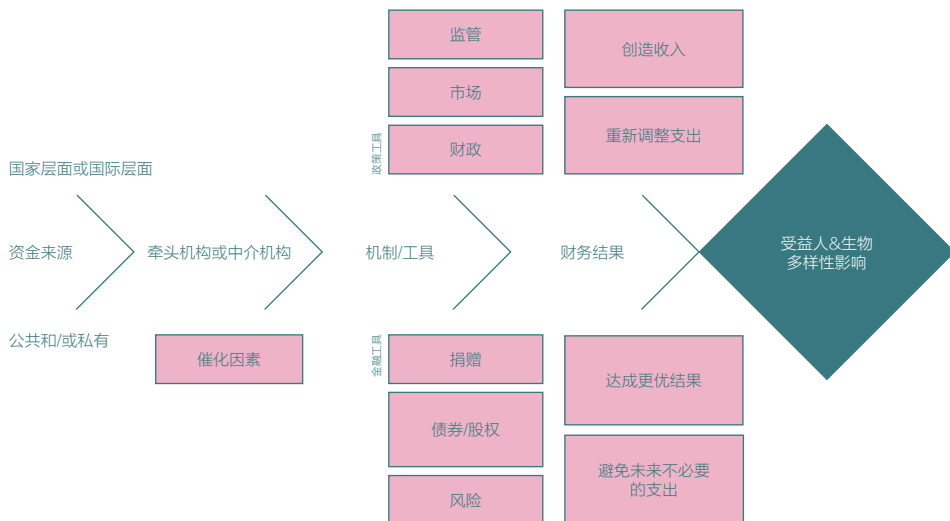 国家层面或国际层面
资金来源
公共和/或私有
牵头机构或中介机构
催化因素
监管
市场
财政
政策工具
机制/工具
金融工具
捐赠
债券/股权
风险
创造收入
重新调整支出
财务结果
达成更优结果
避免未来不必要
的支出
受益人&生物
多样性影响